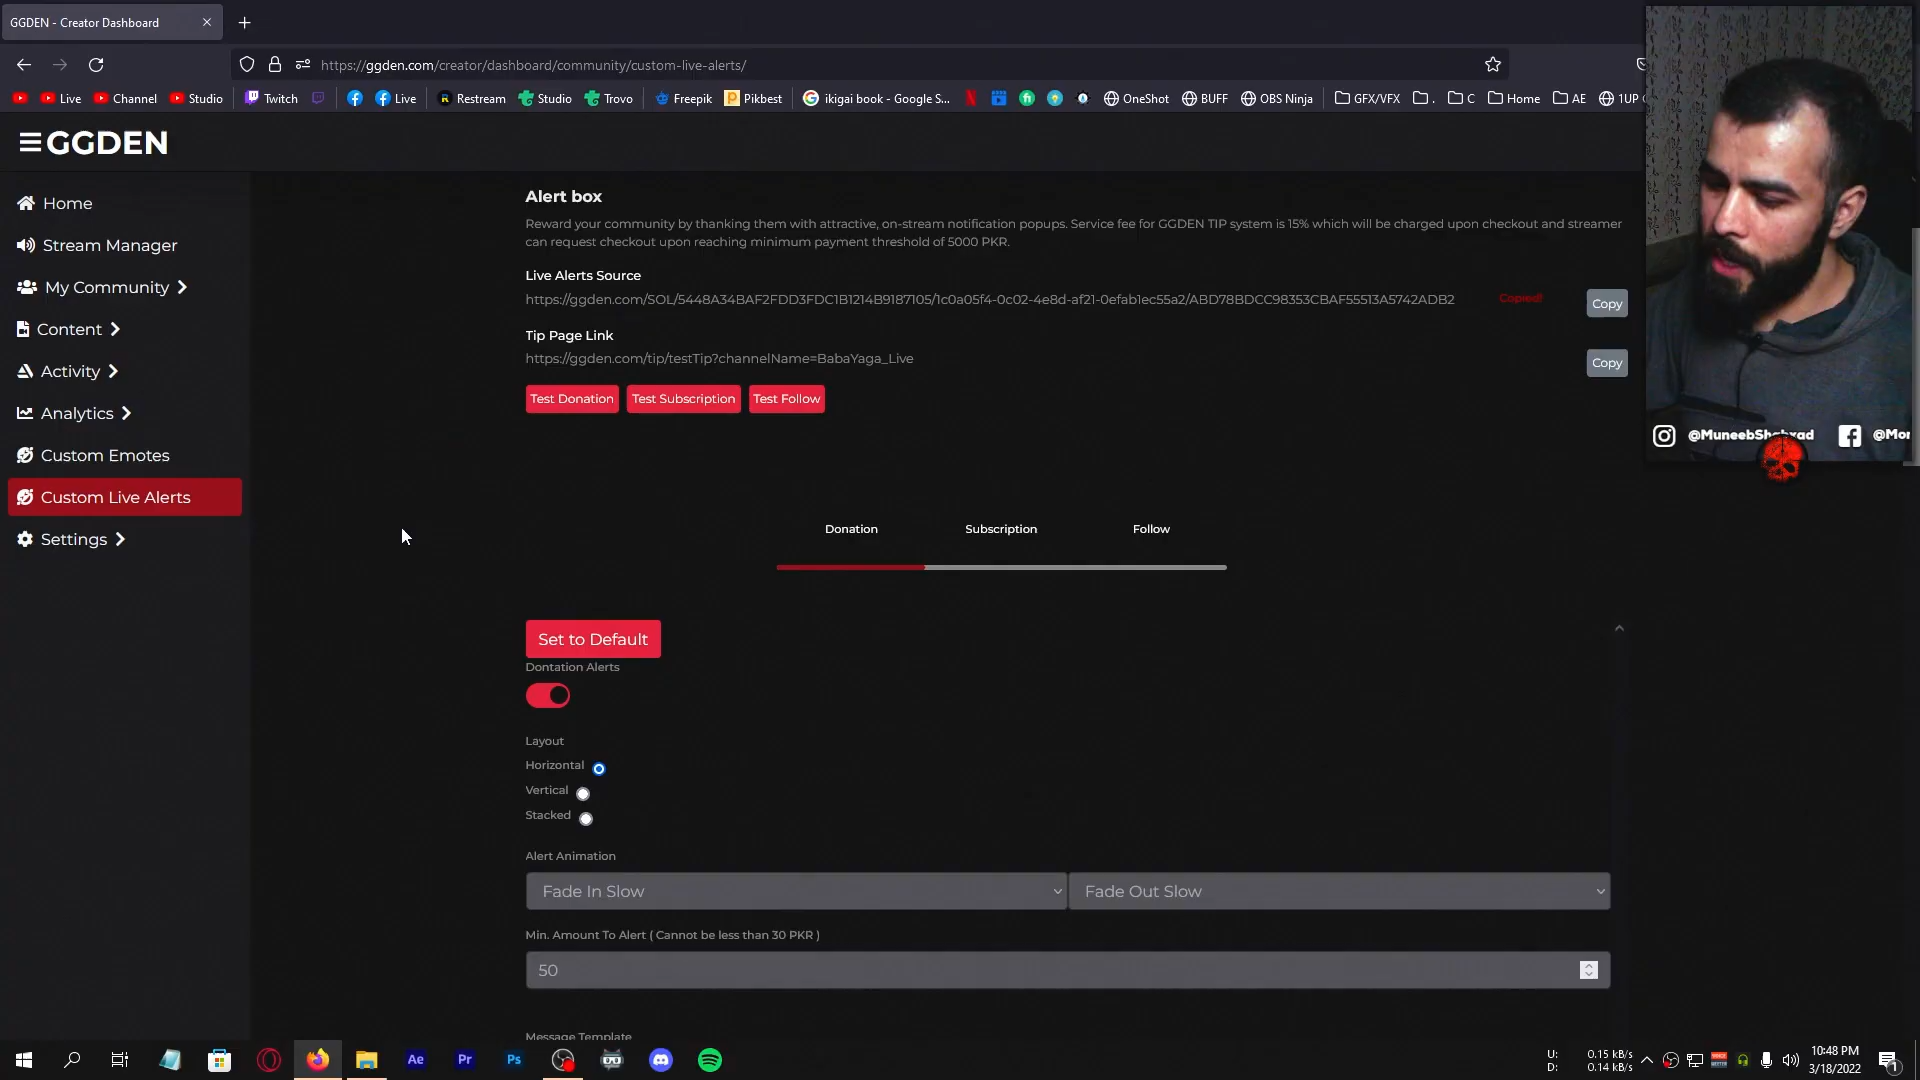 GGDEN - Creator Dashboard
https://ggden.com/creator/dashboard/community/custom-live-alerts/
Live
Channel
Studio
Twitch
Live
Restream
Studio
Trovo
Freepik
Pikbest
ikigai book - Google S...
OneShot
BUFF
OBS Ninja
GFX/VFX
.
C
Home
AE
1UP
GGDEN
Home
Stream Manager
My Community
Content
Activity
Analytics
Custom Emotes
Custom Live Alerts
Settings
Alert box
Reward your community by thanking them with attractive, on-stream notification popups. Service fee for GGDEN TIP system is 15% which will be charged upon checkout and streamer
can request checkout upon reaching minimum payment threshold of 5000 PKR.
Live Alerts Source
https://ggden.com/SOL/5448A34BAF2FDD3FDC1B1214B9187105/1c0a05f4-0c02-4e8d-af21-0efab1ec55a2/ABD78BDCC98353CBAF55513A5742ADB2
Copied!
Copy
Tip Page Link
https://ggden.com/tip/testTip?channelName=BabaYaga_Live
Copy
Test Donation
Test Subscription
Test Follow
Donation
Subscription
Follow
Set to Default
Dontation Alerts
Layout
Horizontal
Vertical
Stacked
Alert Animation
Fade In Slow
Fade Out Slow
Min. Amount To Alert ( Cannot be less than 30 PKR )
50
Message Template
@MuneebShahzad
@Mor
Ae
Pr
Ps
U: 0.15 kB/s
D: 0.14 kB/s
10:48 PM
3/18/2022
1